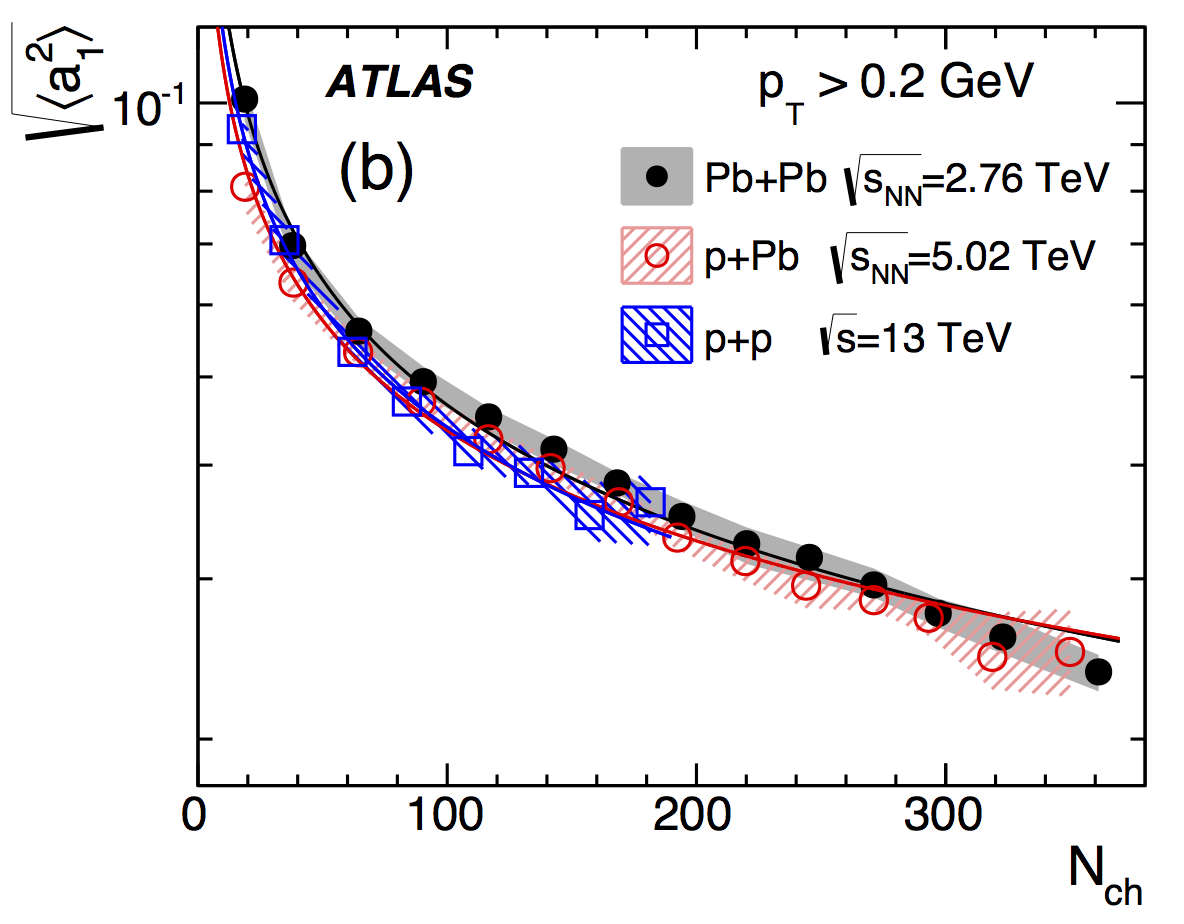 √⟨a₁²⟩
10⁻¹
ATLAS
p_T > 0.2 GeV
(b)
Pb+Pb √s_NN=2.76 TeV
p+Pb √s_NN=5.02 TeV
p+p √s=13 TeV
0 100 200 300
N_ch